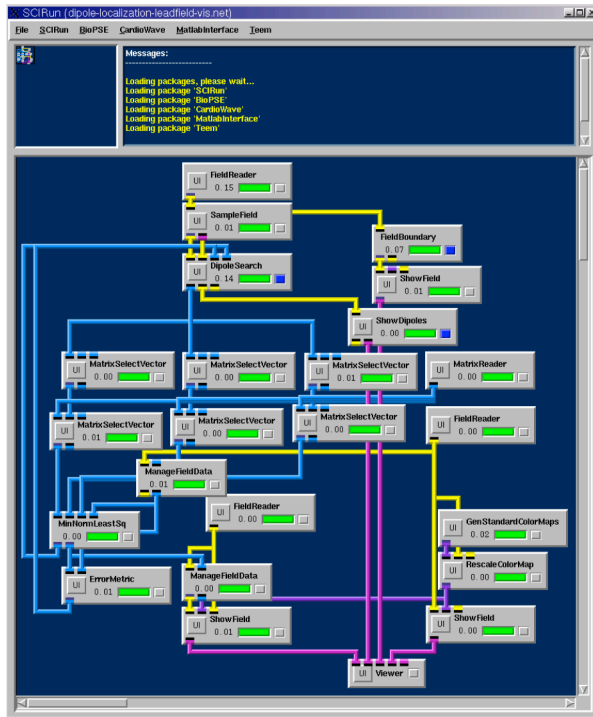 SCIRun (dipole-localization-leadfield-vis.net)
File SCIRun BioPSE CardioWave MatlabInterface Teem
Messages:
--------------------------
Loading packages, please wait...
Loading package 'SCIRun'
Loading package 'BioPSE'
Loading package 'CardioWave'
Loading package 'MatlabInterface'
Loading package 'Teem'
UI FieldReader
0.15
UI SampleField
0.01
UI FieldBoundary
0.07
UI DipoleSearch
0.14
UI ShowField
0.01
UI ShowDipoles
0.00
UI MatrixSelectVector
0.00
UI MatrixSelectVector
0.00
UI MatrixSelectVector
0.01
UI MatrixReader
0.00
UI MatrixSelectVector
0.01
UI MatrixSelectVector
0.00
UI MatrixSelectVector
0.00
UI FieldReader
0.00
ManageFieldData
0.01
UI FieldReader
0.00
MinNormLeastSq
0.00
UI GenStandardColorMaps
0.02
UI ErrorMetric
0.01
UI ManageFieldData
0.00
UI RescaleColorMap
0.00
UI ShowField
0.01
UI ShowField
0.00
UI Viewer